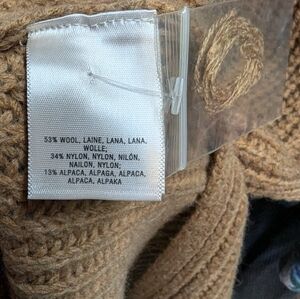 53% WOOL, LAINE, LANA, LANA,
WOLLE;
34% NYLON, NYLON, NILÓN,
NAILON, NYLON;
13% ALPACA, ALPAGA, ALPACA,
ALPACA, ALPAKA